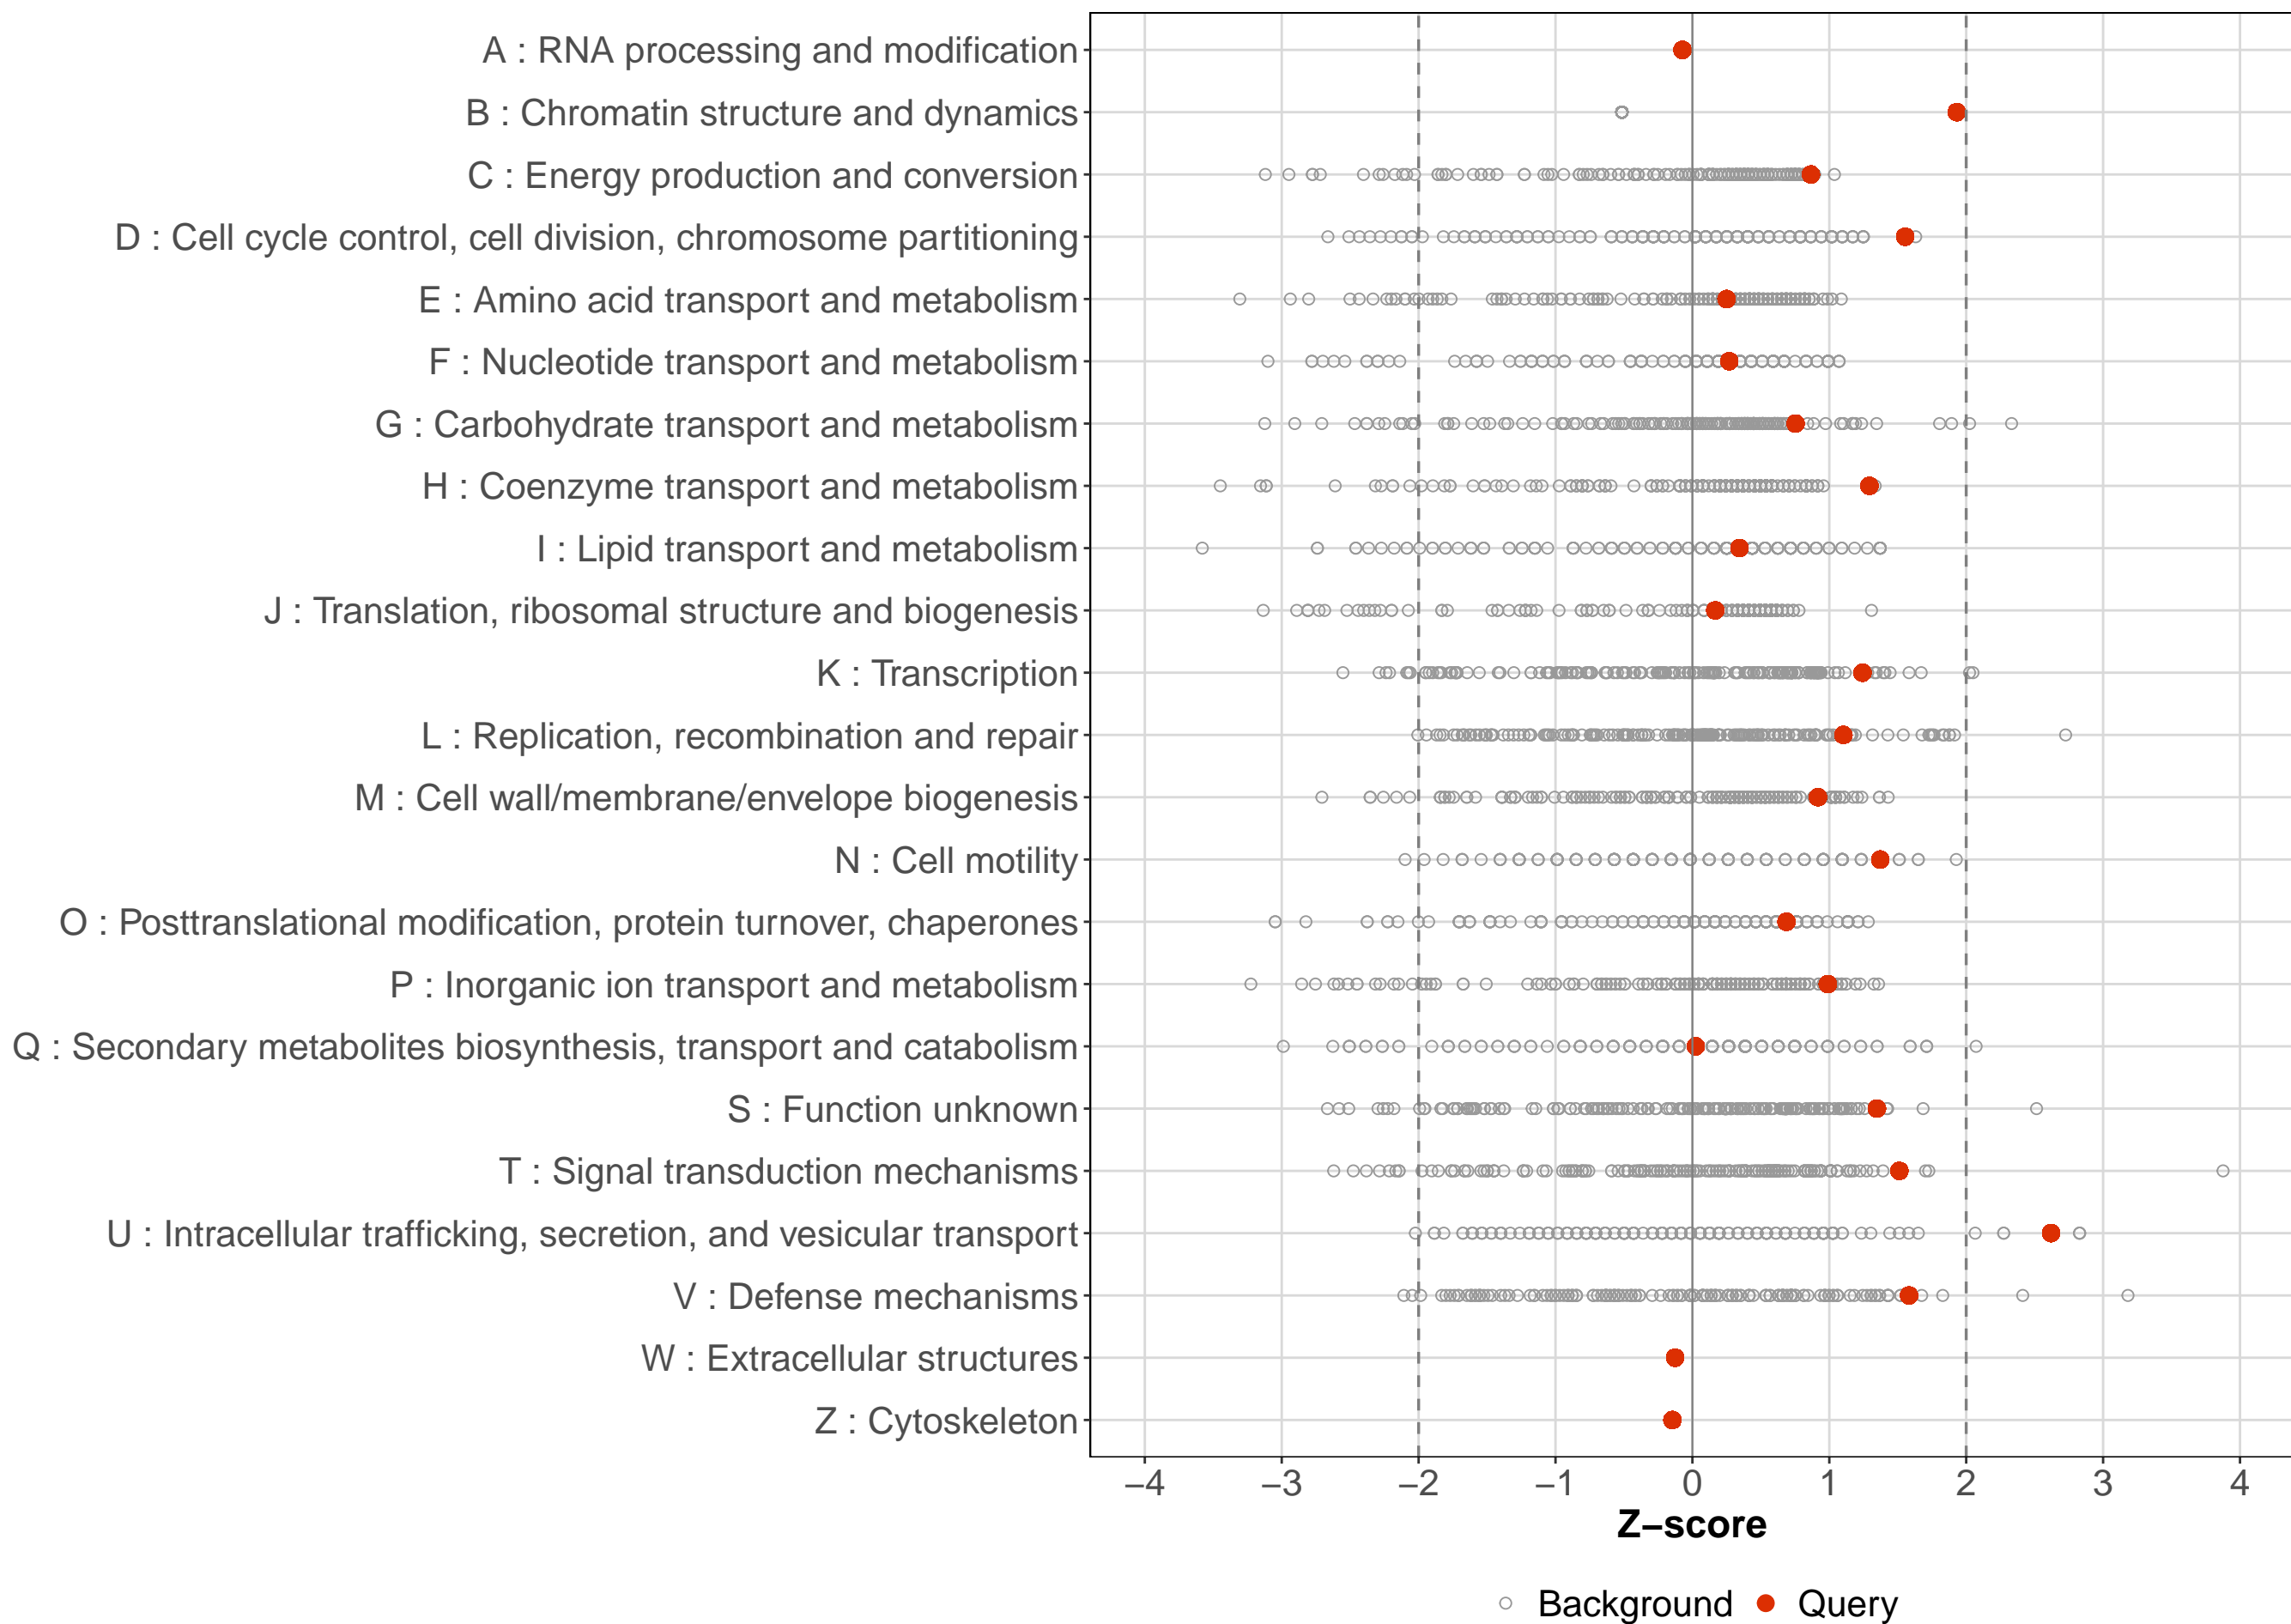 A : RNA processing and modification
B : Chromatin structure and dynamics
C : Energy production and conversion
D : Cell cycle control, cell division, chromosome partitioning
E : Amino acid transport and metabolism
F : Nucleotide transport and metabolism
G : Carbohydrate transport and metabolism
H : Coenzyme transport and metabolism
I : Lipid transport and metabolism
J : Translation, ribosomal structure and biogenesis
K : Transcription
L : Replication, recombination and repair
M : Cell wall/membrane/envelope biogenesis
N : Cell motility
O : Posttranslational modification, protein turnover, chaperones
P : Inorganic ion transport and metabolism
Q : Secondary metabolites biosynthesis, transport and catabolism
S : Function unknown
T : Signal transduction mechanisms
U : Intracellular trafficking, secretion, and vesicular transport
V : Defense mechanisms
W : Extracellular structures
Z : Cytoskeleton
−4 −3 −2 −1 0 1 2 3 4
Z−score
Background Query